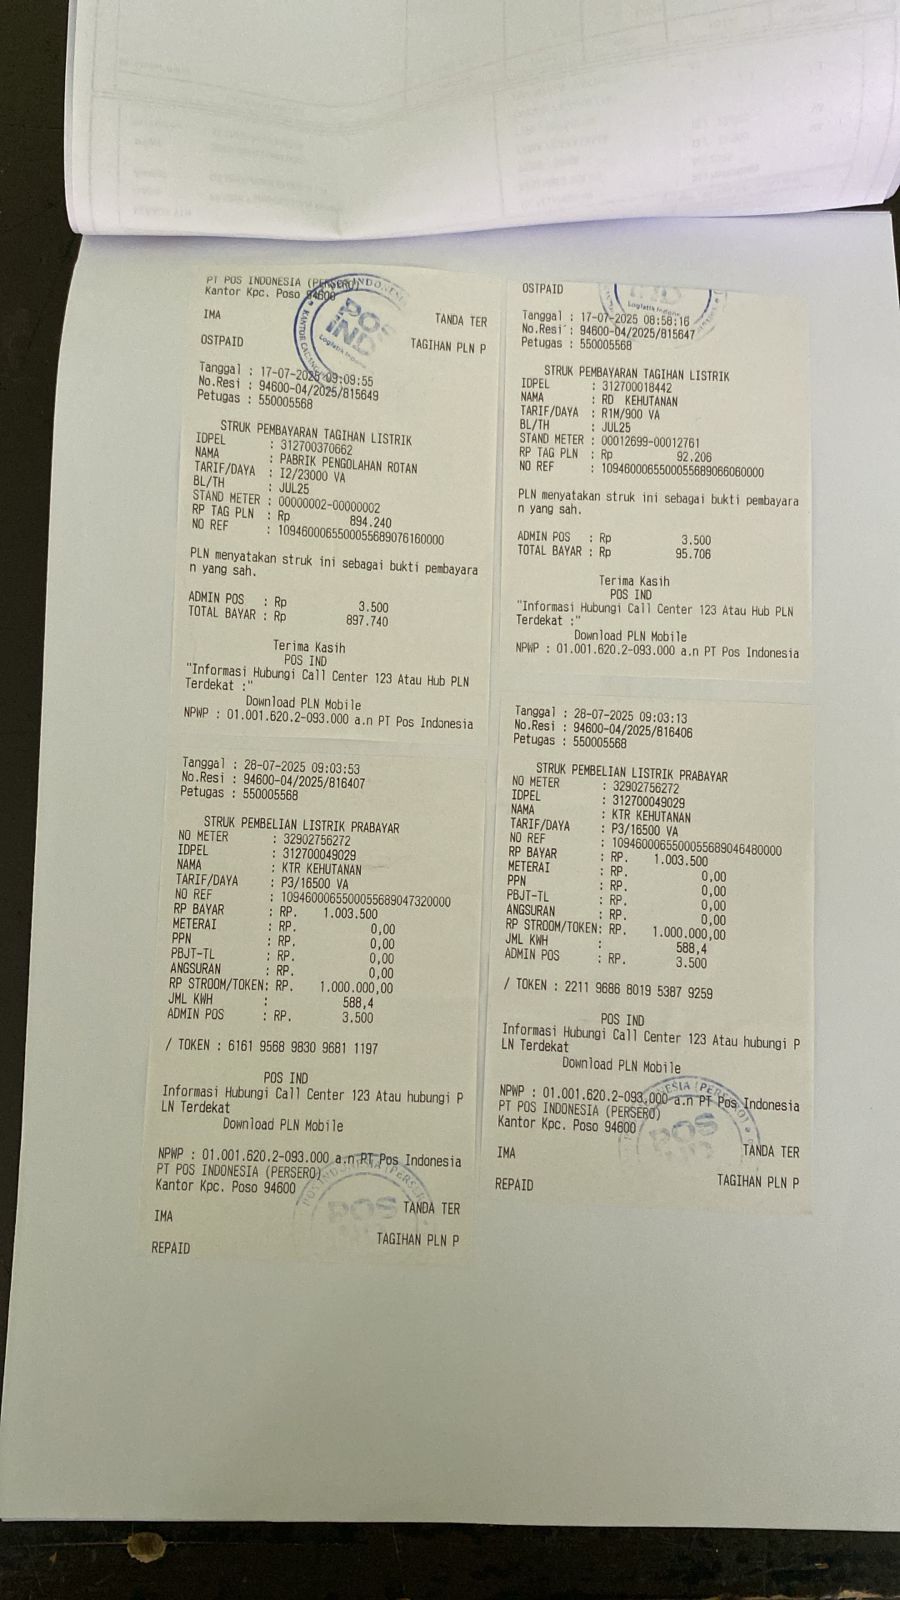 PT POS INDONESIA (PERSERO)
Kantor Kpc. Poso 94600
IMA
TANDA TER
OSTPAID
TAGIHAN PLN P
Tanggal : 17-07-2025 09:09:55
No.Resi : 94600-04/2025/815649
Petugas : 550005568
STRUK PEMBAYARAN TAGIHAN LISTRIK
IDPEL : 312700370662
NAMA : PABRIK PENGOLAHAN ROTAN
TARIF/DAYA : I2/23000 VA
BL/TH : JUL25
STAND METER : 00000002-00000002
RP TAG PLN : Rp 894.240
NO REF : 1094600065500055689076160000
PLN menyatakan struk ini sebagai bukti pembayara
n yang sah.
ADMIN POS : Rp 3.500
TOTAL BAYAR : Rp 897.740
Terima Kasih
POS IND
"Informasi Hubungi Call Center 123 Atau Hub PLN
Terdekat :"
Download PLN Mobile
NPWP : 01.001.620.2-093.000 a.n PT Pos Indonesia
POS
IND
Logistik Indonesia
OSTPAID
IND
Logistik Indonesia
Tanggal : 17-07-2025 08:58:16
No.Resi : 94600-04/2025/815647
Petugas : 550005568
STRUK PEMBAYARAN TAGIHAN LISTRIK
IDPEL : 312700018442
NAMA : RD KEHUTANAN
TARIF/DAYA : R1M/900 VA
BL/TH : JUL25
STAND METER : 00012699-00012761
RP TAG PLN : Rp 92.206
NO REF : 1094600065500055689066060000
PLN menyatakan struk ini sebagai bukti pembayara
n yang sah.
ADMIN POS : Rp 3.500
TOTAL BAYAR : Rp 95.706
Terima Kasih
POS IND
"Informasi Hubungi Call Center 123 Atau Hub PLN
Terdekat :"
Download PLN Mobile
NPWP : 01.001.620.2-093.000 a.n PT Pos Indonesia
Tanggal : 28-07-2025 09:03:53
No.Resi : 94600-04/2025/816407
Petugas : 550005568
STRUK PEMBELIAN LISTRIK PRABAYAR
NO METER : 32902756272
IDPEL : 312700049029
NAMA : KTR KEHUTANAN
TARIF/DAYA : P3/16500 VA
NO REF : 1094600065500055689047320000
RP BAYAR : RP. 1.003.500
METERAI : RP. 0,00
PPN : RP. 0,00
PBJT-TL : RP. 0,00
ANGSURAN : RP. 0,00
RP STROOM/TOKEN: RP. 1.000.000,00
JML KWH : 588,4
ADMIN POS : RP. 3.500
/ TOKEN : 6161 9568 9830 9681 1197
POS IND
Informasi Hubungi Call Center 123 Atau hubungi P
LN Terdekat
Download PLN Mobile
NPWP : 01.001.620.2-093.000 a.n PT Pos Indonesia
PT POS INDONESIA (PERSERO)
Kantor Kpc. Poso 94600
POS
IMA
TANDA TER
REPAID
TAGIHAN PLN P
Tanggal : 28-07-2025 09:03:13
No.Resi : 94600-04/2025/816406
Petugas : 550005568
STRUK PEMBELIAN LISTRIK PRABAYAR
NO METER : 32902756272
IDPEL : 312700049029
NAMA : KTR KEHUTANAN
TARIF/DAYA : P3/16500 VA
NO REF : 1094600065500055689046480000
RP BAYAR : RP. 1.003.500
METERAI : RP. 0,00
PPN : RP. 0,00
PBJT-TL : RP. 0,00
ANGSURAN : RP. 0,00
RP STROOM/TOKEN: RP. 1.000.000,00
JML KWH : 588,4
ADMIN POS : RP. 3.500
/ TOKEN : 2211 9686 8019 5387 9259
POS IND
Informasi Hubungi Call Center 123 Atau hubungi P
LN Terdekat
Download PLN Mobile
NPWP : 01.001.620.2-093.000 a.n PT Pos Indonesia
PT POS INDONESIA (PERSERO)
Kantor Kpc. Poso 94600
POS
IMA
TANDA TER
REPAID
TAGIHAN PLN P